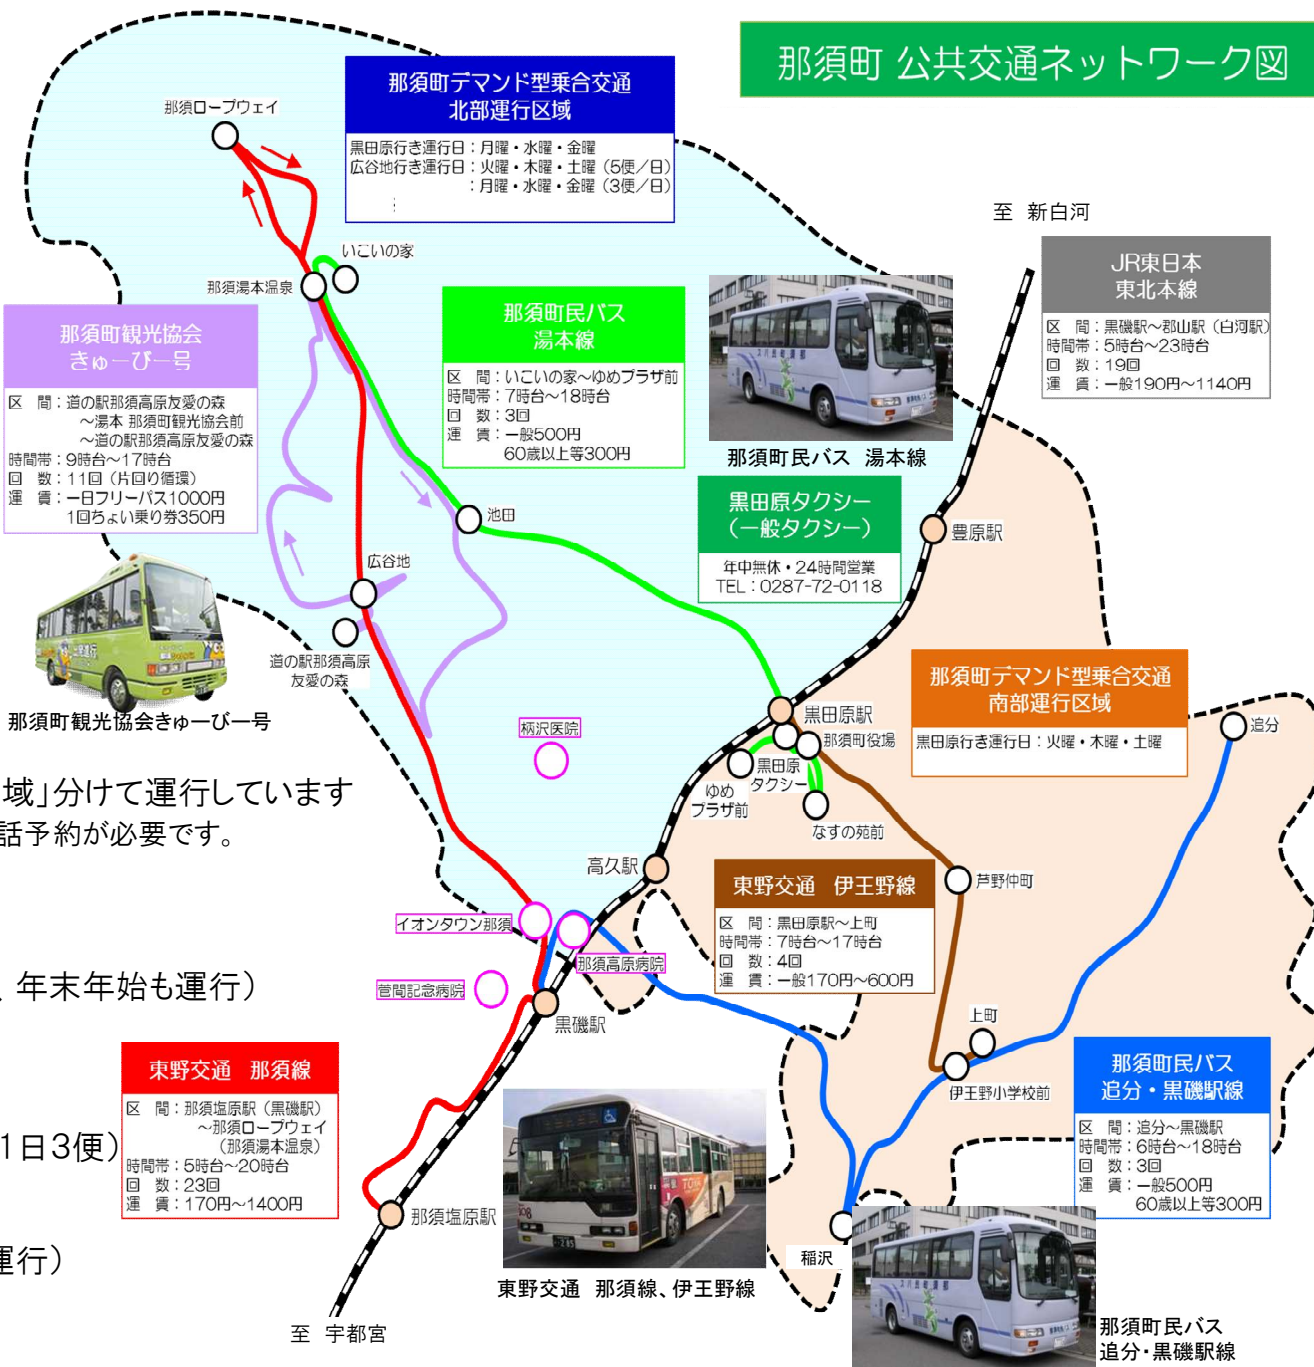 那須町 公共交通ネットワーク図
那須町デマンド型乗合交通
北部運行区域
黒田原行き運行日：月曜・水曜・金曜
広谷地行き運行日：火曜・木曜・土曜（5便／日）
：月曜・水曜・金曜（3便／日）
那須ロープウェイ
至 新白河
JR東日本
東北本線
区 間：黒磯駅～郡山駅（白河駅）
時間帯：5時台～23時台
回 数：19回
運 賃：一般190円～1140円
いこいの家
那須湯本温泉
那須町観光協会
きゅーびー号
区 間：道の駅那須高原友愛の森
～湯本 那須町観光協会前
～道の駅那須高原友愛の森
時間帯：9時台～17時台
回 数：11回（片回り循環）
運 賃：一日フリーパス1000円
1回ちょい乗り券350円
那須町民バス
湯本線
区 間：いこいの家～ゆめプラザ前
時間帯：7時台～18時台
回 数：3回
運 賃：一般500円
60歳以上等300円
那須町民バス 湯本線
黒田原タクシー
（一般タクシー）
年中無休・24時間営業
TEL：0287-72-0118
池田
豊原駅
広谷地
道の駅那須高原
友愛の森
那須町観光協会きゅーびー号
那須町デマンド型乗合交通
南部運行区域
黒田原行き運行日：火曜・木曜・土曜
黒田原駅
那須町役場
黒田原
タクシー
ゆめ
プラザ前
なすの苑前
追分
柄沢医院
域」分けて運行しています
話予約が必要です。
高久駅
芦野仲町
東野交通 伊王野線
区 間：黒田原駅～上町
時間帯：7時台～17時台
回 数：4回
運 賃：一般170円～600円
イオンタウン那須
那須高原病院
菅間記念病院
、年末年始も運行）
黒磯駅
上町
伊王野小学校前
東野交通 那須線
区 間：那須塩原駅（黒磯駅）
～那須ロープウェイ
（那須湯本温泉）
時間帯：5時台～20時台
回 数：23回
運 賃：170円～1400円
1日3便）
那須町民バス
追分・黒磯駅線
区 間：追分～黒磯駅
時間帯：6時台～18時台
回 数：3回
運 賃：一般500円
60歳以上等300円
那須塩原駅
運行）
稲沢
東野交通 那須線、伊王野線
至 宇都宮
那須町民バス
追分・黒磯駅線